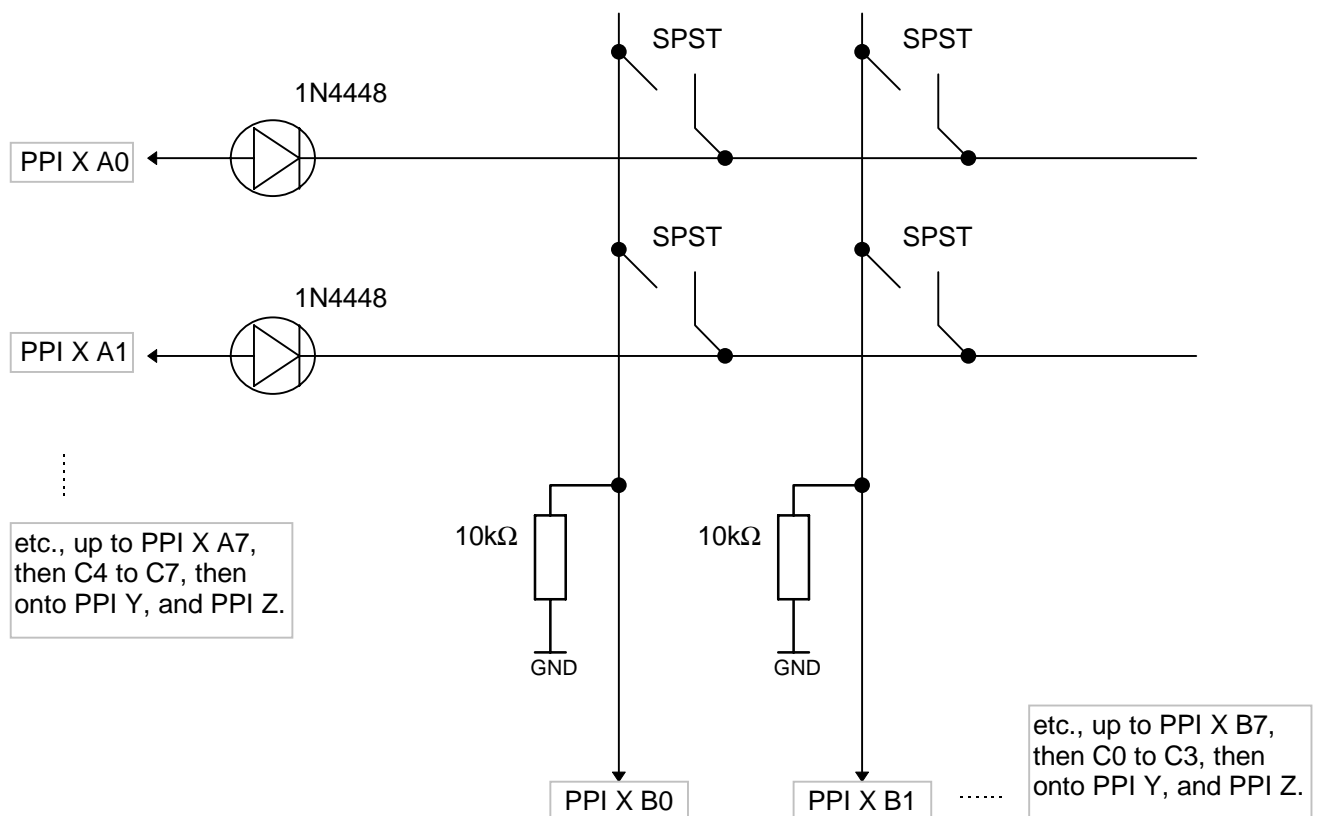 SPST
SPST
1N4448
PPI X A0
SPST
SPST
1N4448
PPI X A1
10kΩ
10kΩ
etc., up to PPI X A7,
then C4 to C7, then
onto PPI Y, and PPI Z.
GND
GND
etc., up to PPI X B7,
then C0 to C3, then
onto PPI Y, and PPI Z.
PPI X B0
PPI X B1